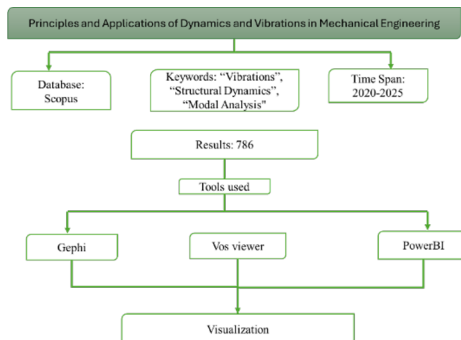 Principles and Applications of Dynamics and Vibrations in Mechanical Engineering
Database:
Scopus
Keywords: “Vibrations”,
“Structural Dynamics”,
“Modal Analysis"
Time Span:
2020-2025
Results: 786
Tools used
Gephi
Vos viewer
PowerBI
Visualization